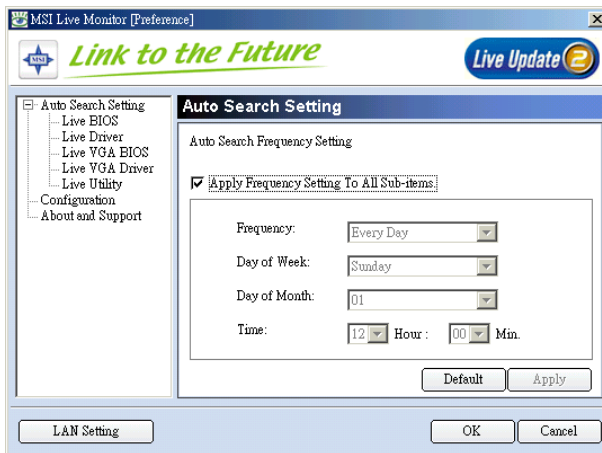 MSI Live Monitor [Preference]
MSI
Link to the Future
Live Update 2
Auto Search Setting
Live BIOS
Live Driver
Live VGA BIOS
Live VGA Driver
Live Utility
Configuration
About and Support
Auto Search Setting
Auto Search Frequency Setting
Apply Frequency Setting To All Sub-items.
Frequency: Every Day
Day of Week: Sunday
Day of Month: 01
Time: 12 Hour : 00 Min.
Default Apply
LAN Setting OK Cancel